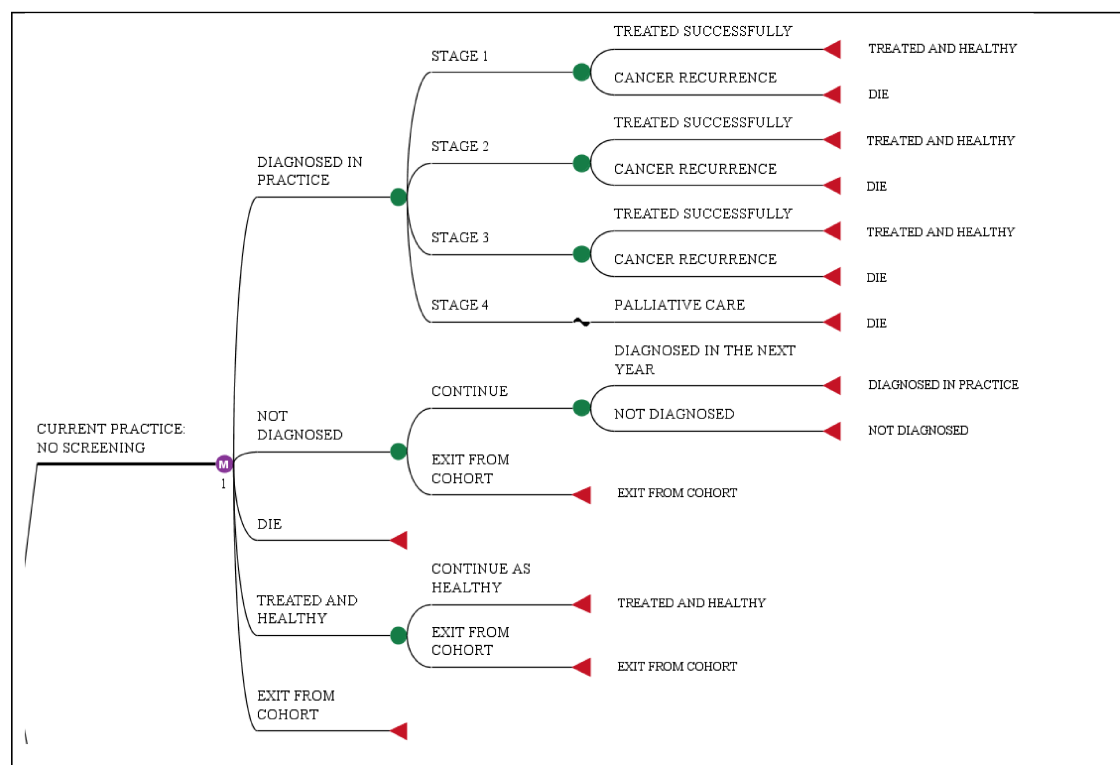 TREATED SUCCESSFULLY
TREATED AND HEALTHY
STAGE 1
CANCER RECURRENCE
DIE
TREATED SUCCESSFULLY
TREATED AND HEALTHY
STAGE 2
DIAGNOSED IN
PRACTICE
CANCER RECURRENCE
DIE
TREATED SUCCESSFULLY
TREATED AND HEALTHY
STAGE 3
CANCER RECURRENCE
DIE
STAGE 4
PALLIATIVE CARE
DIE
DIAGNOSED IN THE NEXT
YEAR
DIAGNOSED IN PRACTICE
CONTINUE
NOT DIAGNOSED
NOT DIAGNOSED
NOT
DIAGNOSED
CURRENT PRACTICE:
NO SCREENING
M
1
EXIT FROM
COHORT
EXIT FROM COHORT
DIE
CONTINUE AS
HEALTHY
TREATED AND HEALTHY
TREATED AND
HEALTHY
EXIT FROM
COHORT
EXIT FROM COHORT
EXIT FROM
COHORT